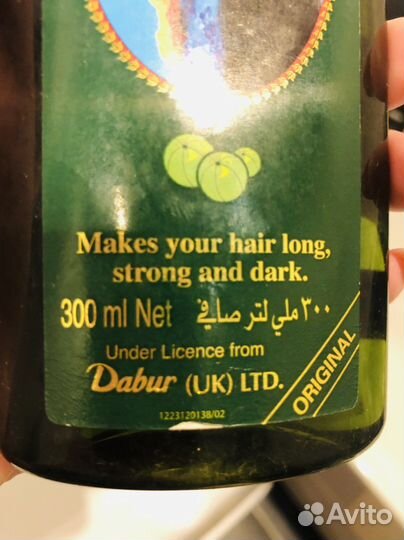 Makes your hair long,
strong and dark.
300 ml Net ٣٠٠ ملي لتر صافي
Under Licence from
Dabur (UK) LTD.
1223120138/02
ORIGINAL
Avito